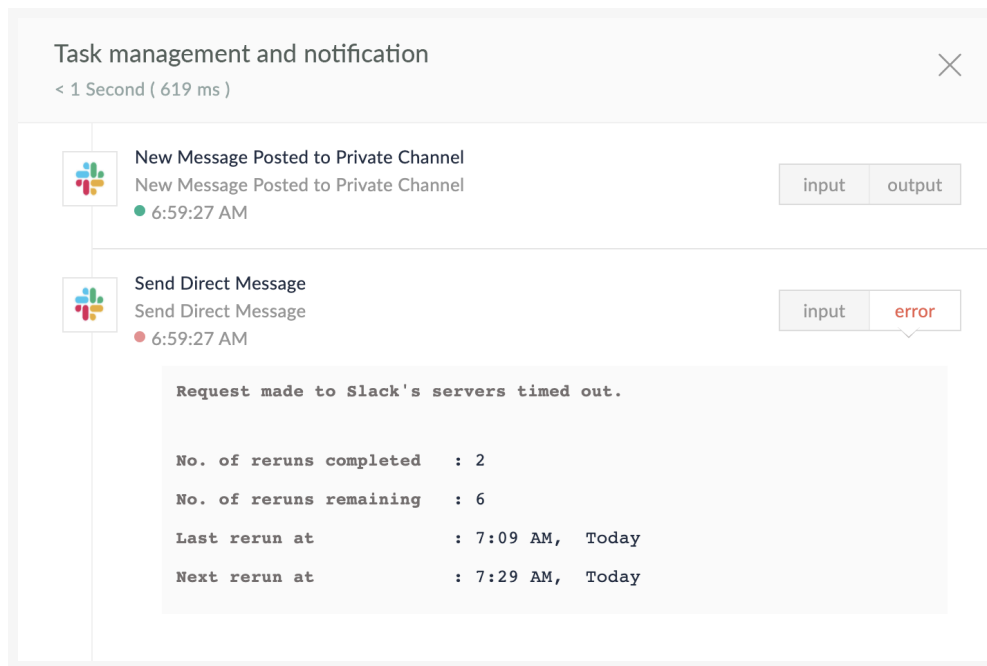 Task management and notification
< 1 Second ( 619 ms )
New Message Posted to Private Channel
New Message Posted to Private Channel
6:59:27 AM
input output
Send Direct Message
Send Direct Message
6:59:27 AM
input error
Request made to Slack's servers timed out.
No. of reruns completed : 2
No. of reruns remaining : 6
Last rerun at : 7:09 AM, Today
Next rerun at : 7:29 AM, Today